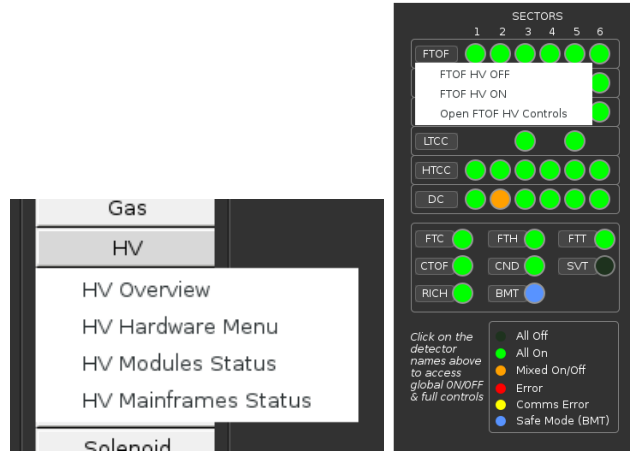 Gas
HV
HV Overview
HV Hardware Menu
HV Modules Status
HV Mainframes Status
Solenoid
SECTORS
1 2 3 4 5 6
FTOF
FTOF HV OFF
FTOF HV ON
Open FTOF HV Controls
LTCC
HTCC
DC
FTC FTH FTT
CTOF CND SVT
RICH BMT
Click on the
detector
names above
to access
global ON/OFF
& full controls
All Off
All On
Mixed On/Off
Error
Comms Error
Safe Mode (BMT)